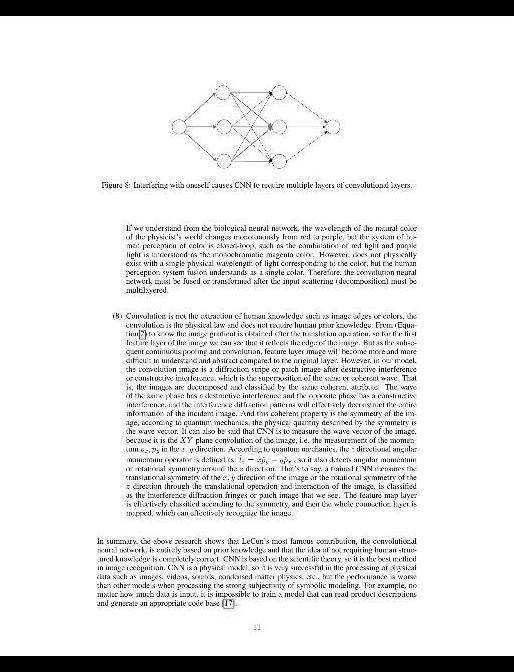 Figure 8: Interfering with oneself causes CNN to require multiple layers of convolutional layers.
If we understand from the biological neural network, the wavelength of the natural color
of the physicist's world changes monotonously from red to purple, but the system of hu-
man perception of color is closed-loop, such as the combination of red light and purple
light is understood as the monochromatic magenta color. However, does not physically
exist with a single physical wavelength of light corresponding to the color, but the human
perception system fusion understands as a single color. Therefore, the convolution neural
network must be fused or transformed after the input scattering (decomposition) must be
multilayered.
(8) Convolution is not the extraction of human knowledge such as image edges or colors, the
convolution is the physical law and does not require human prior knowledge. From (Equa-
tion 2) to know the image gradient is obtained after the translation operation, so for the first
feature layer of the image we can see that it reflects the edge of the image. But as the subse-
quent continuous pooling and convolution, feature layer image will become more and more
difficult to understand and abstract compared to the original layer. However, in our model,
the convolution image is a diffraction stripe or patch image after destructive interference
or constructive interference, which is the superposition of the same or coherent wave. That
is, the images are decomposed and classified by the same coherent attribute. The wave
of the same phase has a destructive interference and the opposite phase has a constructive
interference, and the interference diffraction patterns will effectively deconstruct the entire
information of the incident image. And this coherent property is the symmetry of the im-
age, according to quantum mechanics, the physical quantity described by the symmetry is
the wave vector. It can also be said that CNN is to measure the wave vector of the image,
because it is the XY plane convolution of the image, i.e. the measurement of the momen-
tum pₓ, pᵧ in the x, y direction. According to quantum mechanics, the z directional angular
momentum operator is defined as: l̂_z = xp̂_y − yp̂_x, so it also detects angular momentum
or rotational symmetry around the z direction. That's to say, a trained CNN measures the
translational symmetry of the x, y direction of the image or the rotational symmetry of the
z direction through the translational operation and interaction of the image, is classified
as the interference diffraction fringes or patch image that we see. The feature map layer
is effectively classified according to the symmetry, and then the whole connection layer is
mapped, which can effectively recognize the image.
In summary, the above research shows that LeCun's most famous contribution, the convolutional
neural network, is entirely based on prior knowledge and that the idea of not requiring human struc-
tured knowledge is completely correct. CNN is based on the scientific theory, so it is the best method
in image recognition. CNN is a physical model, so it is very successful in the processing of physical
data such as images, videos, sounds, condensed matter physics, etc., but the performance is worse
than other models when processing the strong subjectivity of symbolic modeling. For example, no
matter how much data is input, it is impossible to train a model that can read product descriptions
and generate an appropriate code base [17].
11